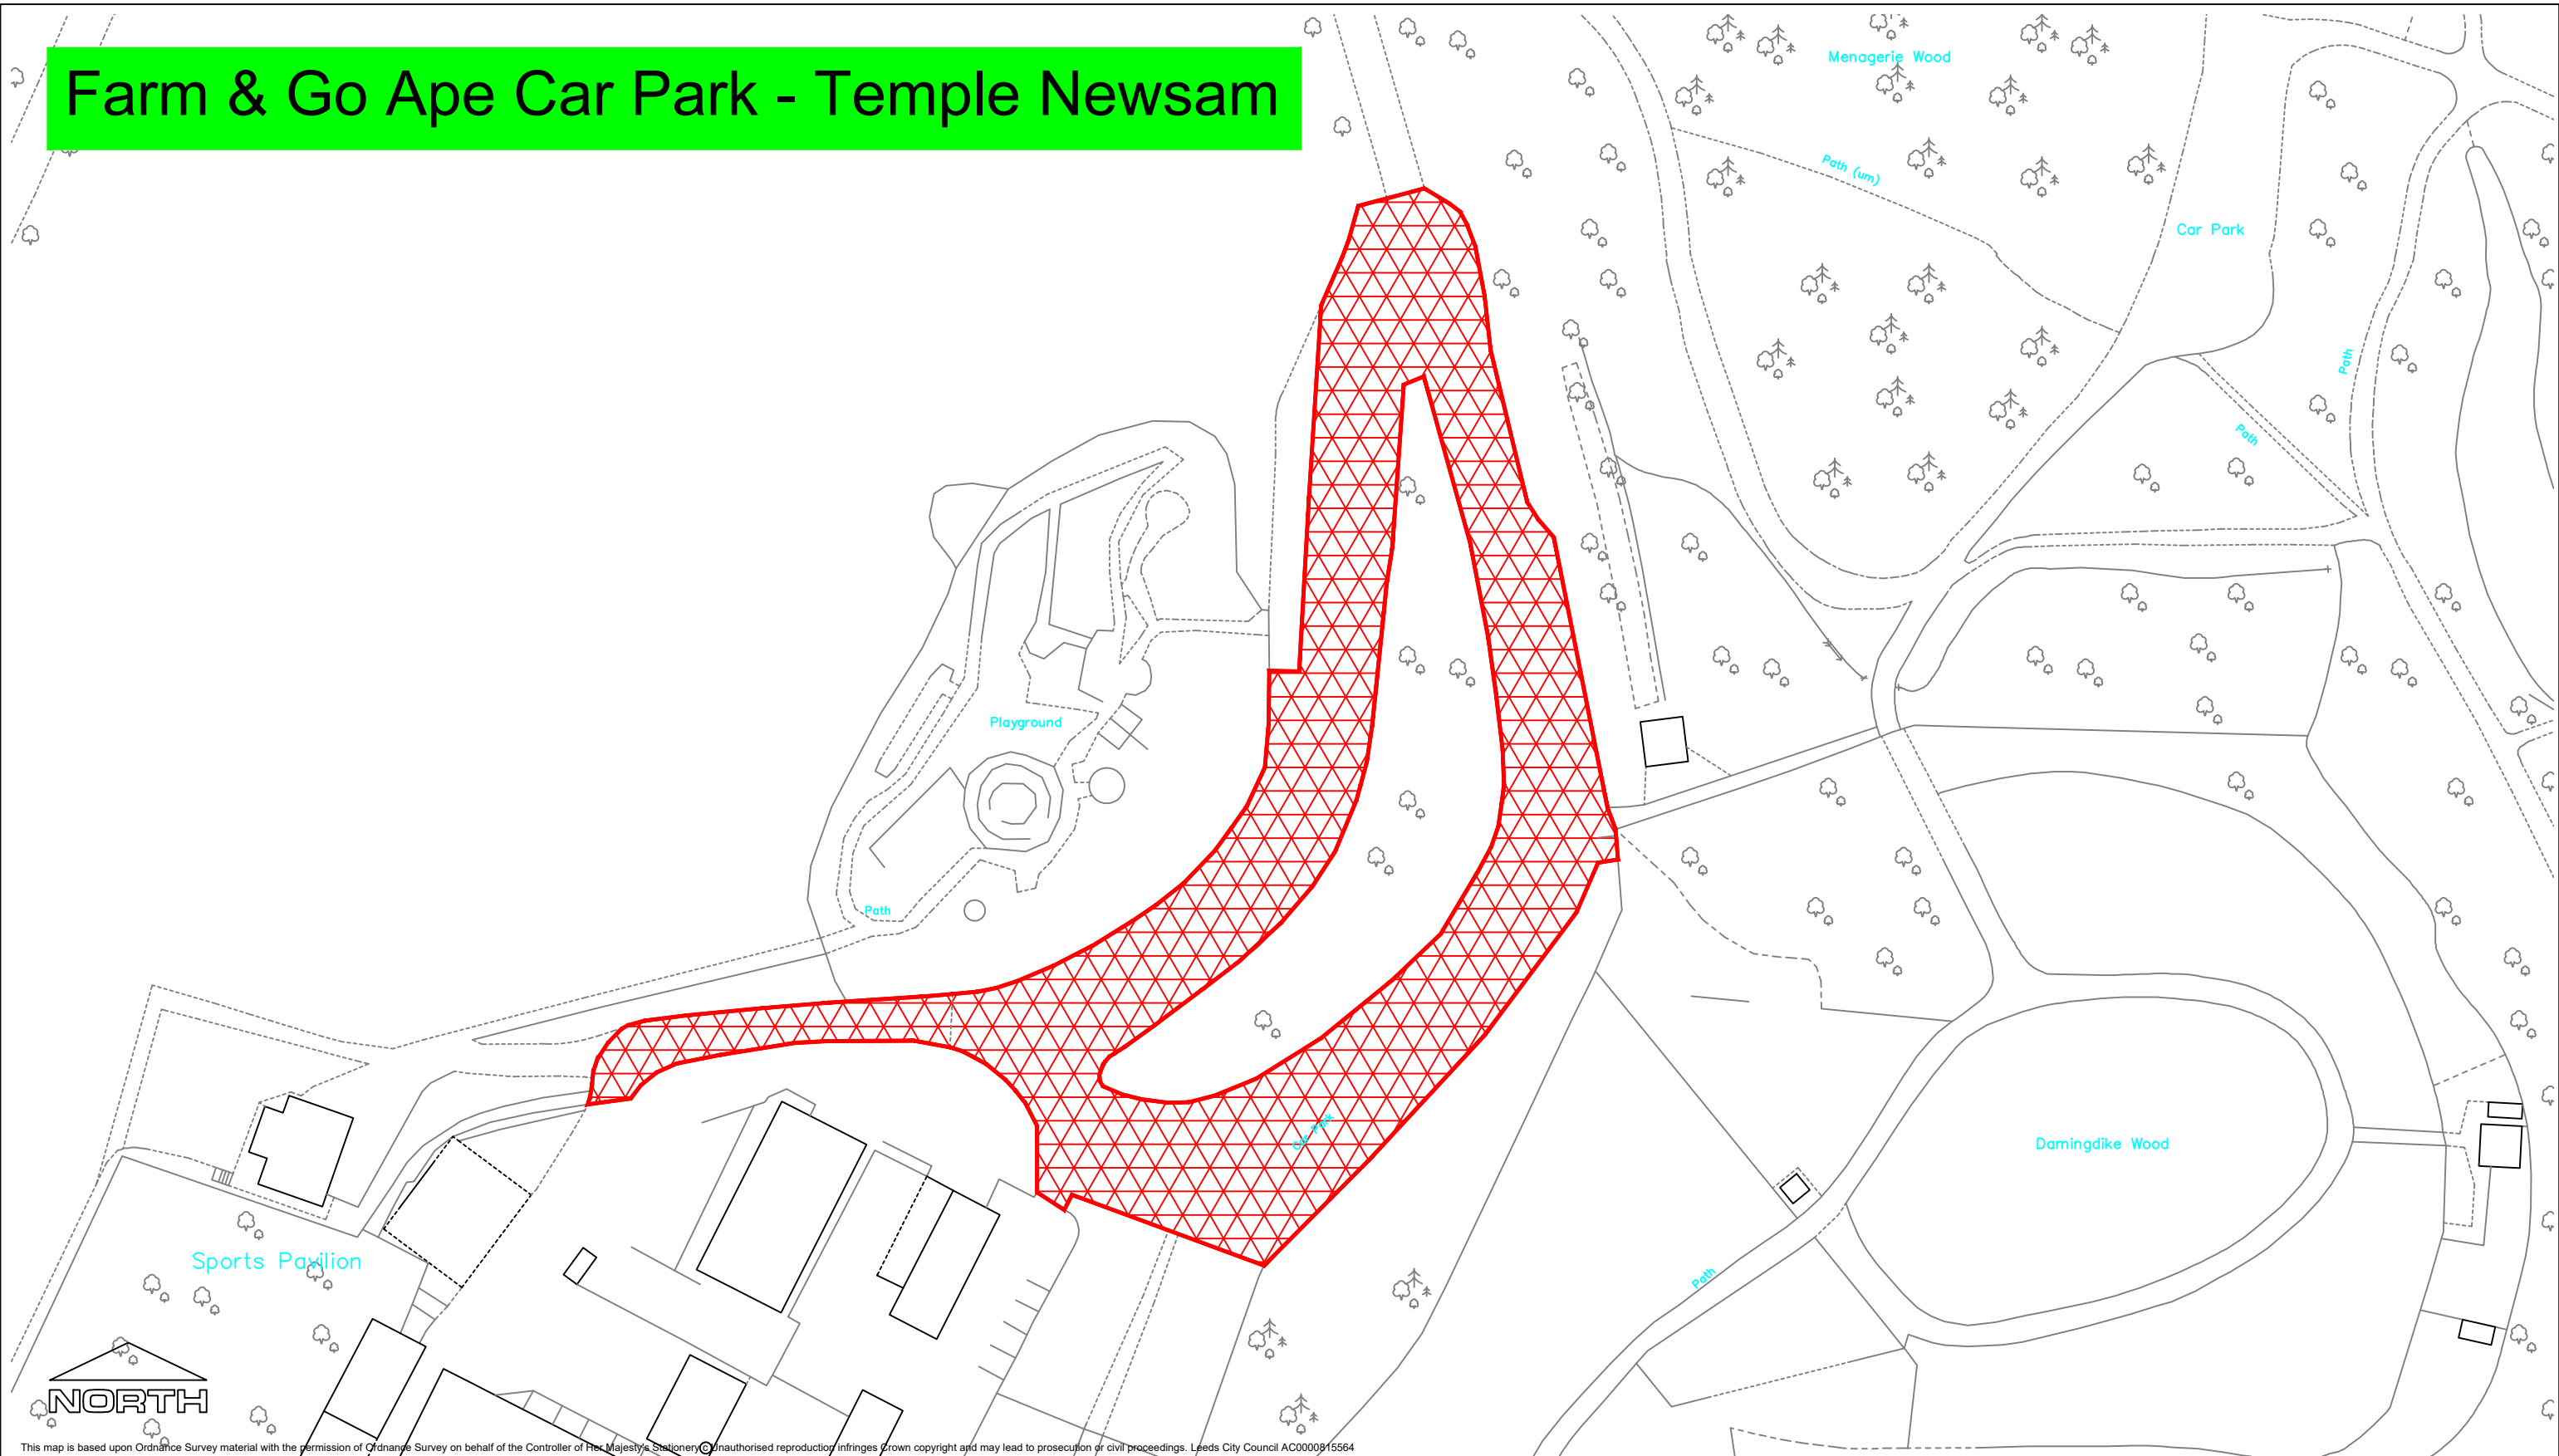 Farm & Go Ape Car Park - Temple Newsam
Menagerie Wood
Path (um)
Car Park
Path
Path
Playground
Path
Car Park
Damingdike Wood
Sports Pavilion
Path
NORTH
This map is based upon Ordnance Survey material with the permission of Ordnance Survey on behalf of the Controller of Her Majesty's Stationery (c) Unauthorised reproduction infringes Crown copyright and may lead to prosecution or civil proceedings. Leeds City Council AC0000815564